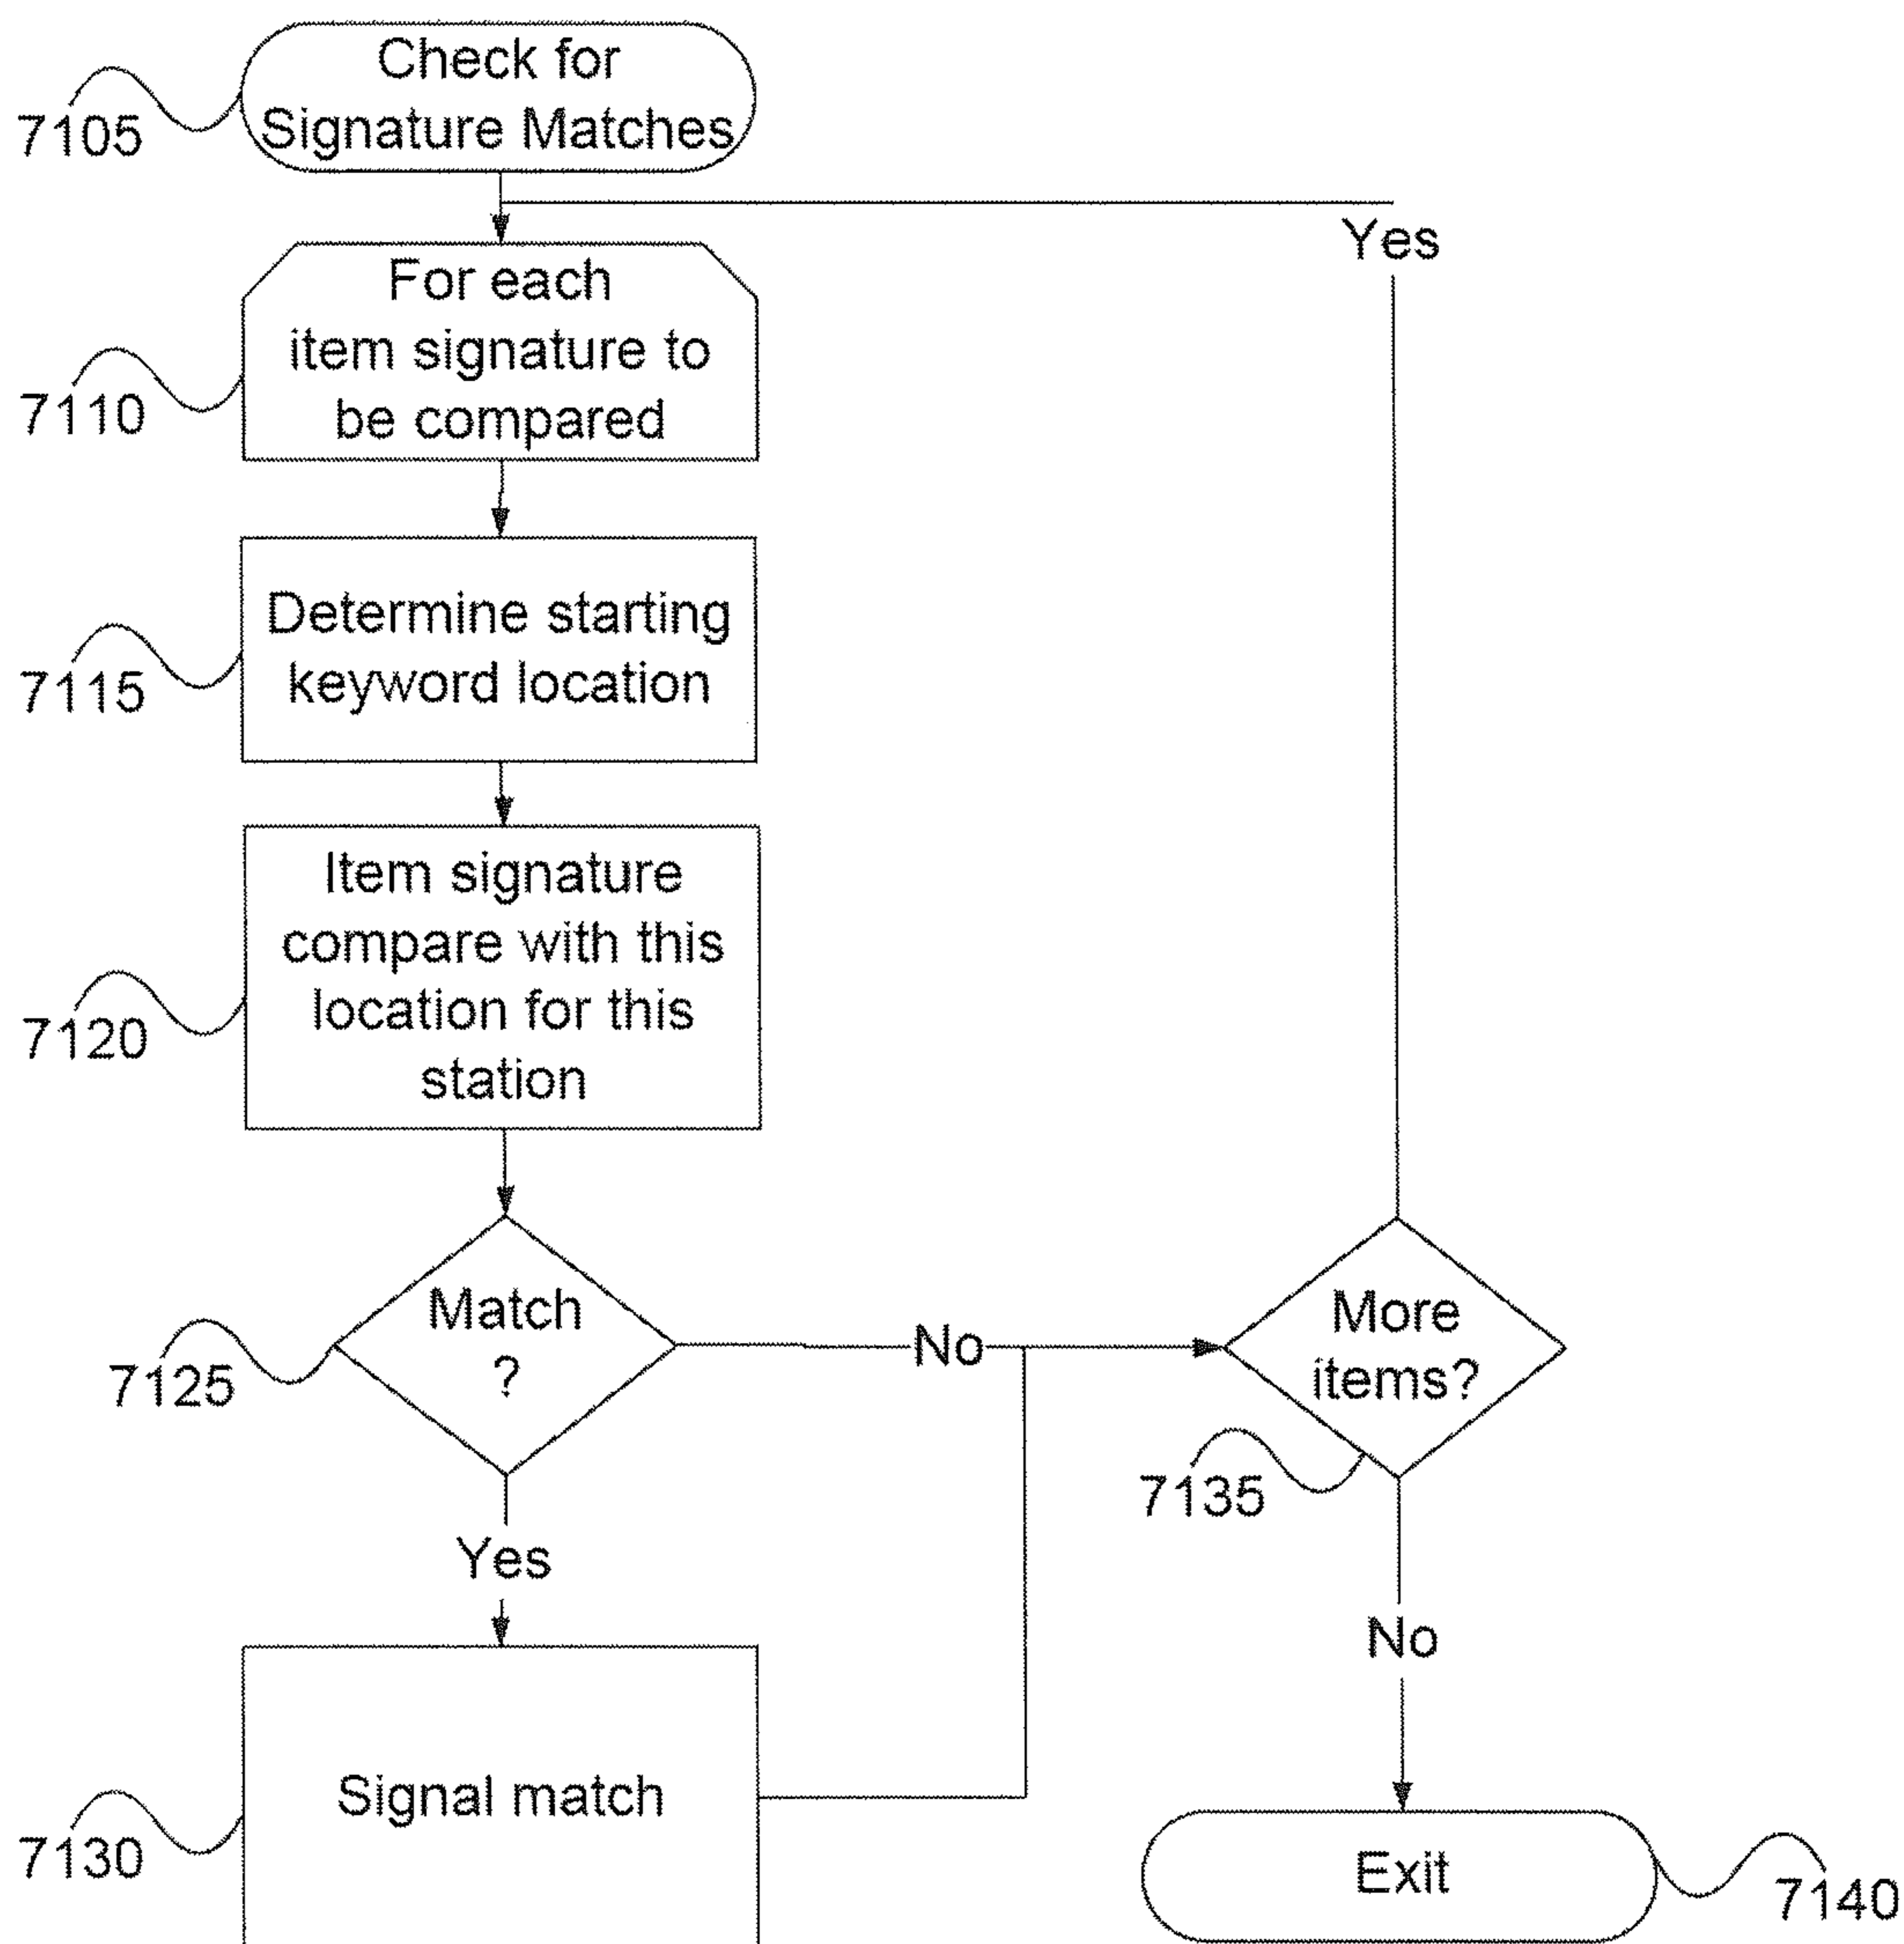 Check for
Signature Matches
7105
Yes
For each
item signature to
be compared
7110
Determine starting
keyword location
7115
Item signature
compare with this
location for this
station
7120
Match
?
7125
No
More
items?
7135
Yes
No
Signal match
7130
Exit
7140